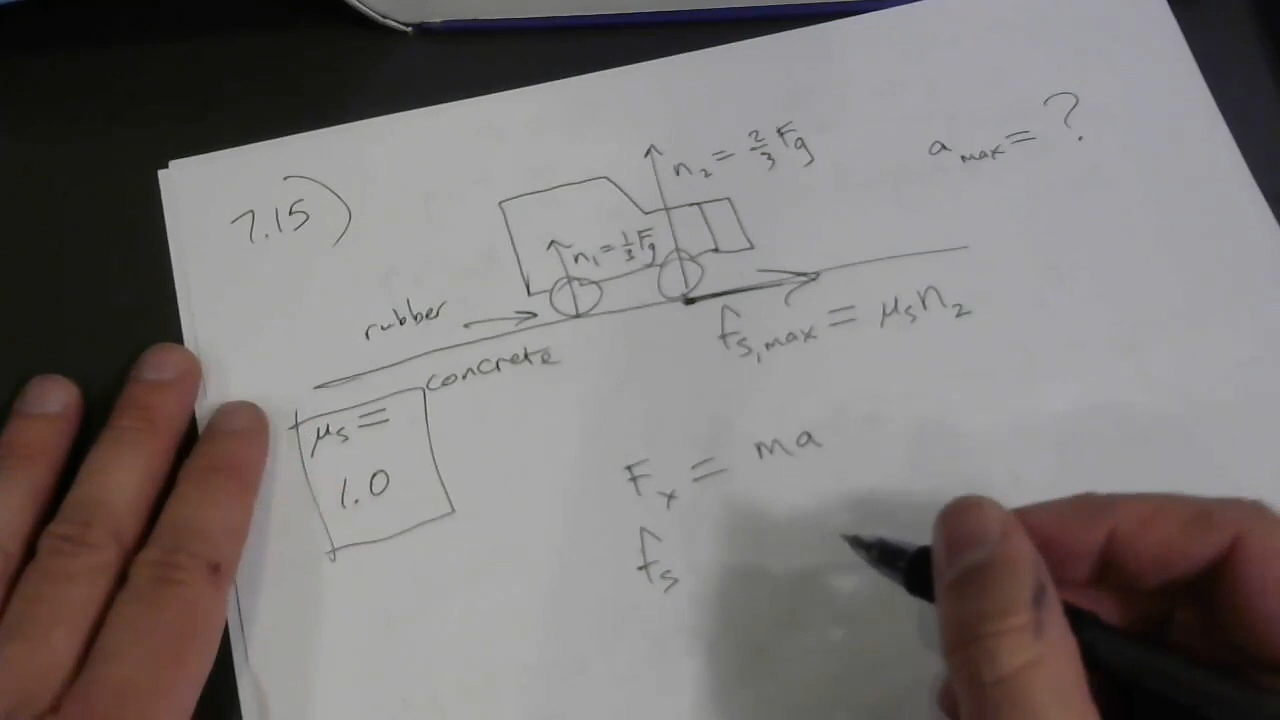 7.15)
n₂ = 2/3 Fg
a max = ?
n₁ = 1/3 Fg
rubber
fs,max = μs n₂
concrete
μs =
1.0
Fx = ma
fs